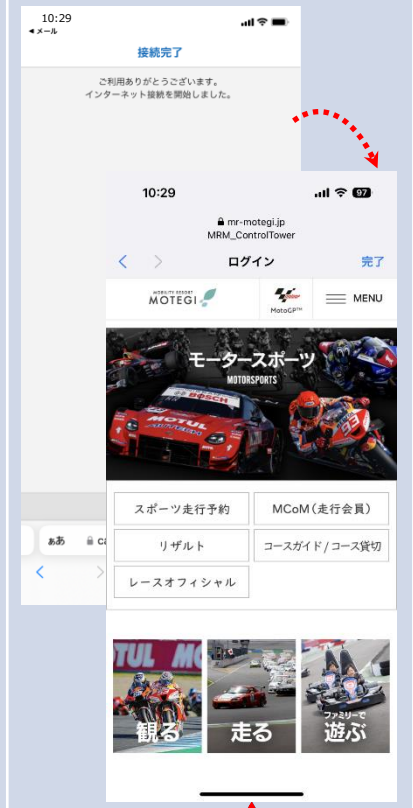 10:29
◀ メール
接続完了
ご利用ありがとうございます。
インターネット接続を開始しました。
10:29
97
mr-motegi.jp
MRM_ControlTower
ログイン
完了
MOBILITY RESORT
MOTEGI
MotoGP™
MENU
モータースポーツ
MOTORSPORTS
BOSCH
MOTUL
AUTECH
93
スポーツ走行予約
MCoM(走行会員)
リザルト
コースガイド/コース貸切
レースオフィシャル
ぁあ
TUL
観る
走る
ファミリーで
遊ぶ